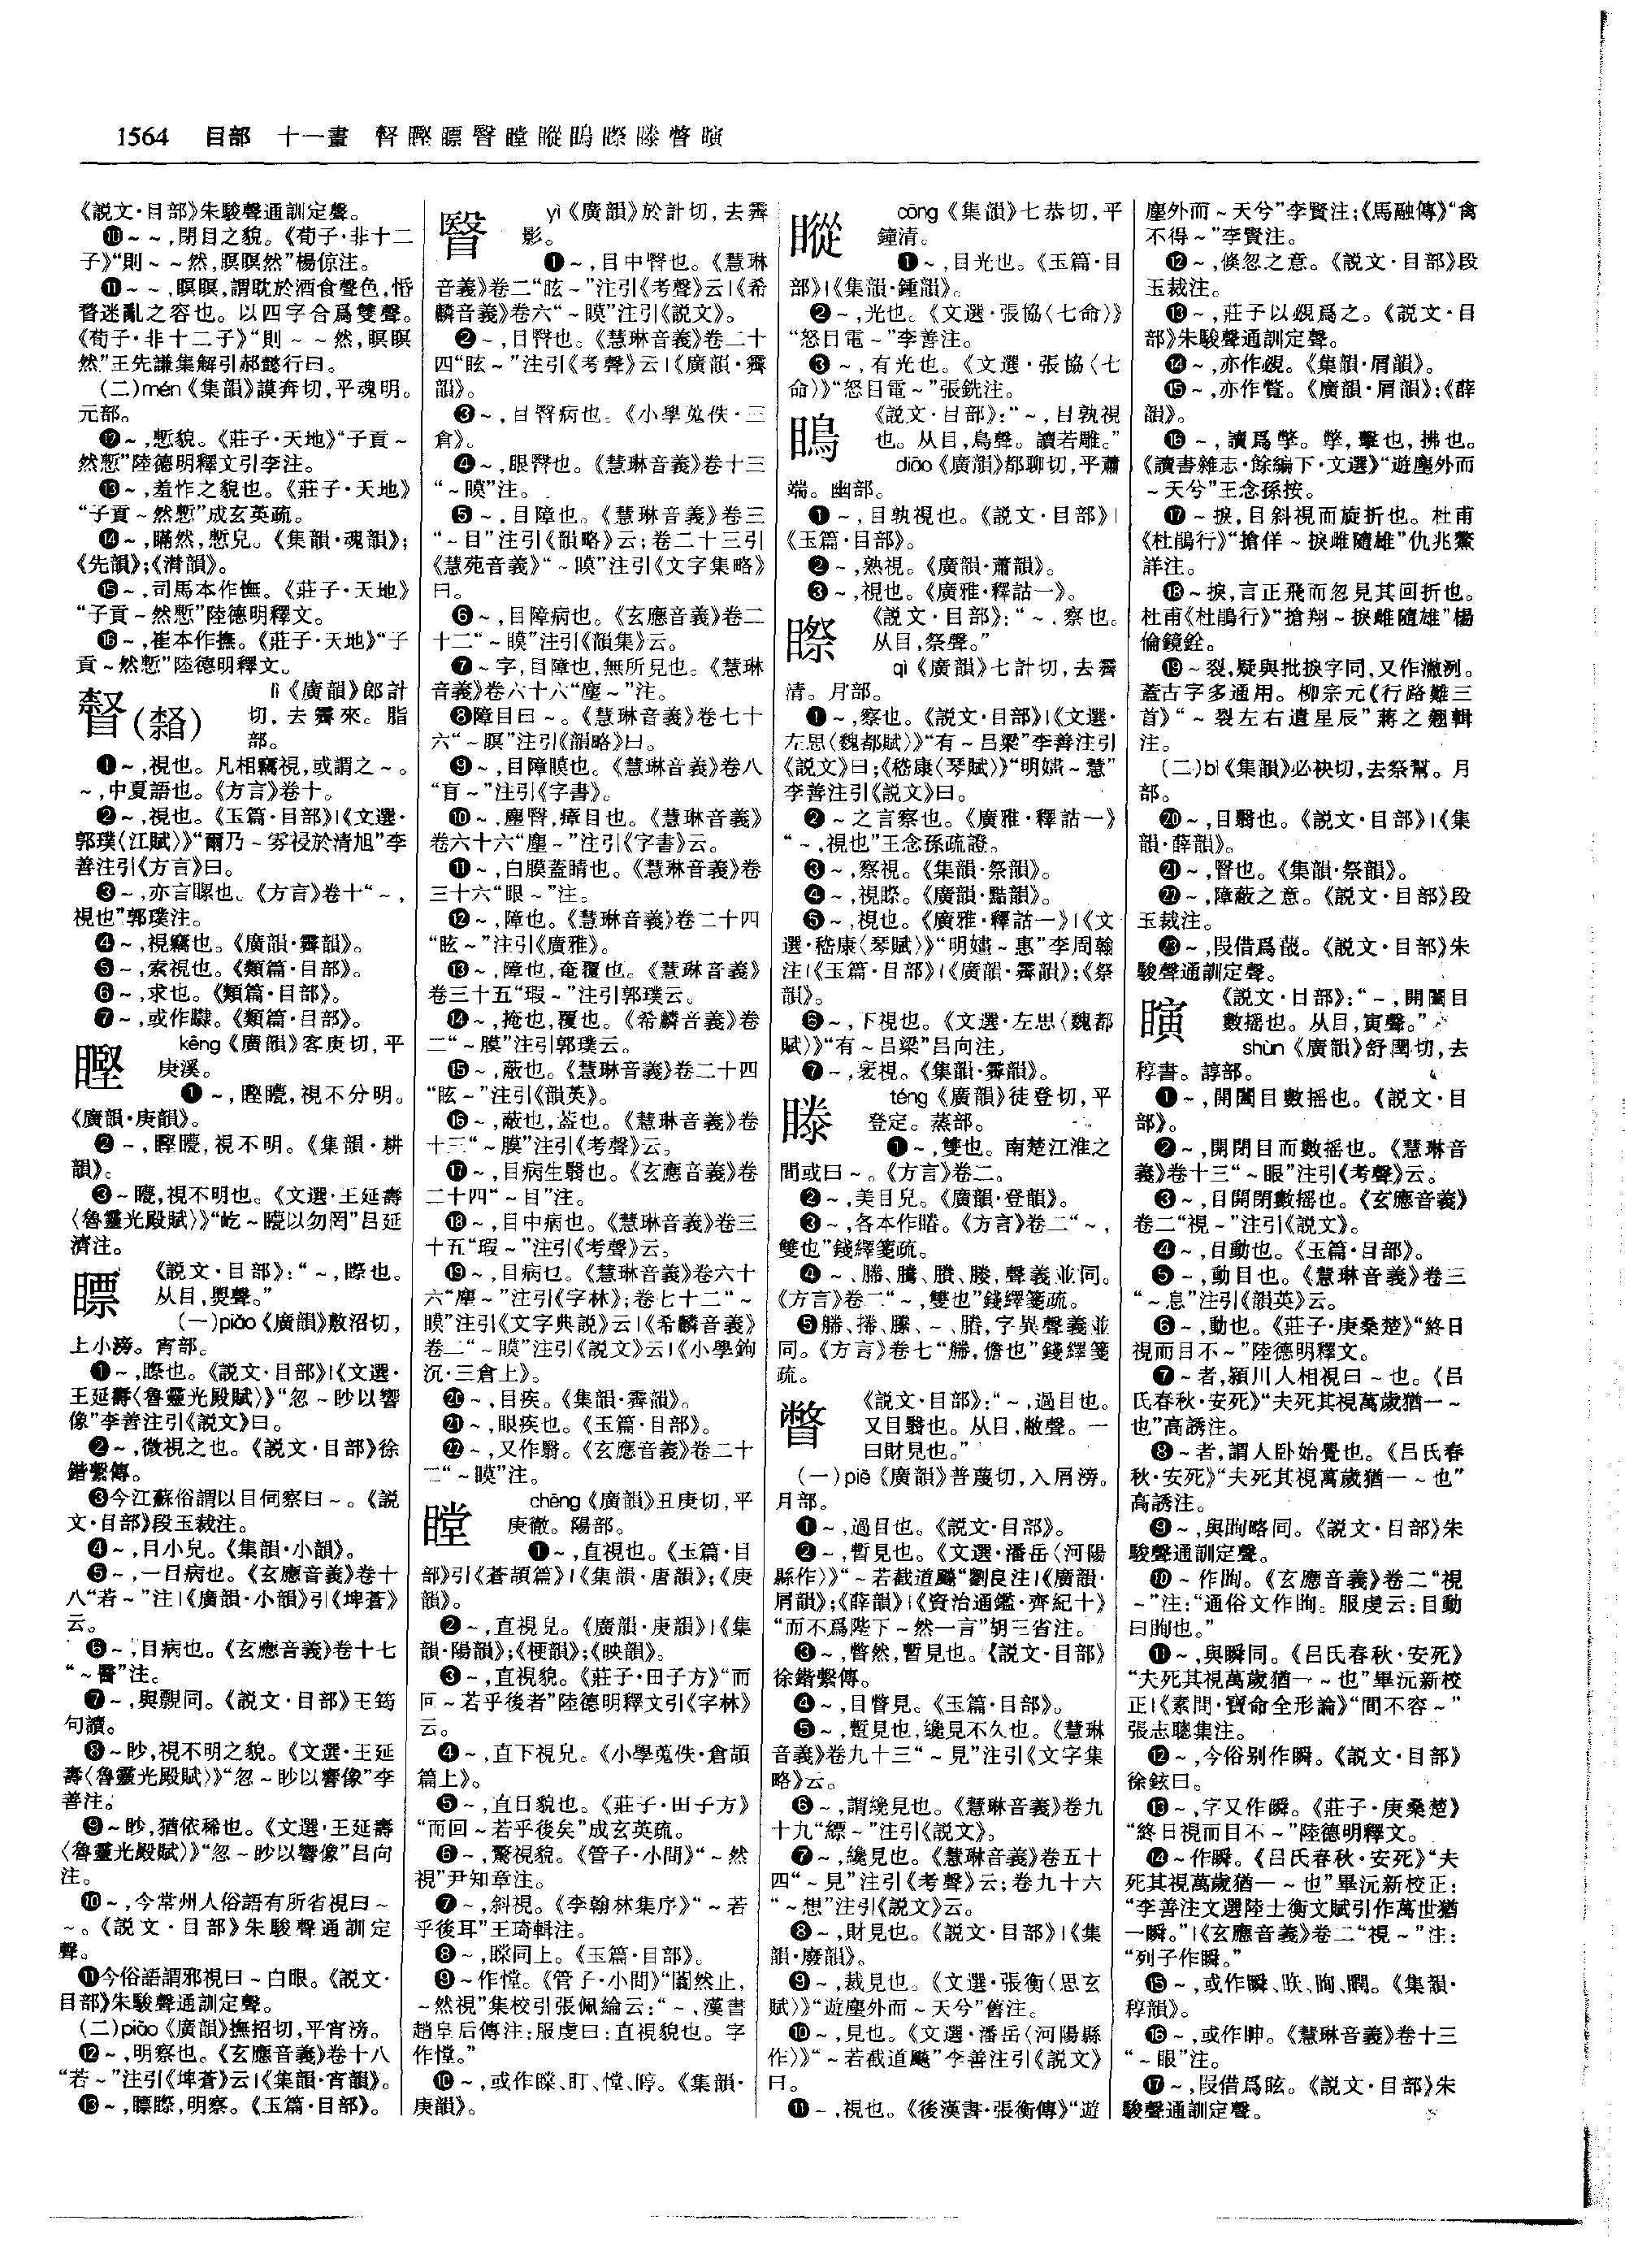 1564 目部 十一畫 睯瞘瞟瞖瞠瞛瞗瞭䁬瞥瞚
《説文·目部》朱駿聲通訓定聲。
❿~~,閉目之貌。《荀子·非十二
子》“則~~然,瞑瞑然”楊倞注。
⓫~~,瞑瞑,謂耽於酒食聲色,惛
瞀迷亂之容也。以四字合爲雙聲。
《荀子·非十二子》“則~~然,瞑瞑
然”王先謙集解引郝懿行曰。
(二)mén《集韻》謨奔切,平魂明。
元部。
⓬~,慙貌。《莊子·天地》“子貢~
然慙”陸德明釋文引李注。
⓭~,羞怍之貌也。《莊子·天地》
“子貢~然慙”成玄英疏。
⓮~,瞞然,慙皃。《集韻·魂韻》;
《先韻》;《濟韻》。
⓯~,司馬本作憮。《莊子·天地》
“子貢~然慙”陸德明釋文。
⓰~,崔本作撫。《莊子·天地》“子
貢~然慙”陸德明釋文。
lì《廣韻》郎計
切,去霽來。脂
部。
❶~,視也。凡相竊視,或謂之~。
~,中夏語也。《方言》卷十。
❷~,視也。《玉篇·目部》|《文選·
郭璞〈江賦〉》“爾乃~雰祲於清旭”李
善注引《方言》曰。
❸~,亦言䁻也。《方言》卷十“~,
視也”郭璞注。
❹~,視竊也。《廣韻·霽韻》。
❺~,索視也。《類篇·目部》。
❻~,求也。《類篇·目部》。
❼~,或作矋。《類篇·目部》。
kēng《廣韻》客庚切,平
庚溪。
❶~,瞘矒,視不分明。
《廣韻·庚韻》。
❷~,視不明。《集韻·耕
韻》。
❸~,視不明也。《文選·王延壽
〈魯靈光殿賦〉》“屹~以勿罔”吕延
濟注。
瞟 《説文·目部》:“~,瞭也。
从目,㶾聲。”
(一)piǎo《廣韻》敷沼切,
上小滂。宵部。
❶~,瞭也。《説文·目部》|《文選·
王延壽〈魯靈光殿賦〉》“忽~眇以響
像”李善注引《説文》曰。
❷~,微視之也。《説文·目部》徐
鍇繫傳。
❸今江蘇俗謂以目伺察曰~。《説
文·目部》段玉裁注。
❹~,目小皃。《集韻·小韻》。
❺~,一目病也。《玄應音義》卷十
八“若~”注|《廣韻·小韻》引《埤蒼》
云。
❻~,目病也。《玄應音義》卷十七
“~瞖”注。
❼~,與覹同。《説文·目部》王筠
句讀。
❽~眇,視不明之貌。《文選·王延
壽〈魯靈光殿賦〉》“忽~眇以響像”李
善注。
❾~眇,猶依稀也。《文選·王延壽
〈魯靈光殿賦〉》“忽~眇以響像”吕向
注。
❿~,今常州人俗語有所省視曰~
~。《説文·目部》朱駿聲通訓定
聲。
⓫今俗語謂邪視曰~白眼。《説文·
目部》朱駿聲通訓定聲。
(二)piāo《廣韻》撫招切,平宵滂。
⓬~,明察也。《玄應音義》卷十八
“若~”注引《埤蒼》云|《集韻·宵韻》。
⓭~,瞟瞭,明察。《玉篇·目部》。
瞖 yì《廣韻》於計切,去霽
影。
❶~,目中瞖也。《慧琳
音義》卷二“眩~”注引《考聲》云|《希
麟音義》卷六“~膜”注引《説文》。
❷~,目瞖也。《慧琳音義》卷二十
四“眩~”注引《考聲》云|《廣韻·霽
韻》。
❸~,目瞖病也。《小學蒐佚·三
倉》。
❹~,眼瞖也。《慧琳音義》卷十三
“~膜”注。
❺~,目障也。《慧琳音義》卷三
“~目”注引《韻略》云;卷二十三引
《慧苑音義》“~膜”注引《文字集略》
曰。
❻~,目障病也。《玄應音義》卷二
十二“~膜”注引《韻集》云。
❼~字,目障也,無所見也。《慧琳
音義》卷六十六“塵~”注。
❽障目曰~。《慧琳音義》卷七十
六“~瞑”注引《韻略》曰。
❾~,目障膜也。《慧琳音義》卷八
“盲~”注引《字書》。
❿~,塵瞖,瘴目也。《慧琳音義》
卷六十六“塵~”注引《字書》云。
⓫~,白膜蓋睛也。《慧琳音義》卷
三十六“眼~”注。
⓬~,障也。《慧琳音義》卷二十四
“眩~”注引《廣雅》。
⓭~,障也,奄覆也。《慧琳音義》
卷三十五“瑕~”注引郭璞云。
⓮~,掩也,覆也。《希麟音義》卷
二“~膜”注引郭璞云。
⓯~,蔽也。《慧琳音義》卷二十四
“眩~”注引《韻英》。
⓰~,蔽也,葢也。《慧琳音義》卷
十三“~膜”注引《考聲》云。
⓱~,目病生翳也。《玄應音義》卷
二十四“~目”注。
⓲~,目中病也。《慧琳音義》卷三
十五“瑕~”注引《考聲》云。
⓳~,目病也。《慧琳音義》卷六十
六“塵~”注引《字林》;卷七十二“~
膜”注引《文字典説》云|《希麟音義》
卷二“~膜”注引《説文》云|《小學鉤
沉·三倉上》。
⓴~,目疾。《集韻·霽韻》。
㉑~,眼疾也。《玉篇·目部》。
㉒~,又作翳。《玄應音義》卷二十
二“~膜”注。
瞠 chēng《廣韻》丑庚切,平
庚徹。陽部。
❶~,直視也。《玉篇·目
部》引《蒼頡篇》|《集韻·唐韻》;《庚
韻》。
❷~,直視皃。《廣韻·庚韻》|《集
韻·陽韻》;《梗韻》;《映韻》。
❸~,直視貌。《莊子·田子方》“而
回~若乎後者”陸德明釋文引《字林》
云。
❹~,直下視皃。《小學蒐佚·倉頡
篇上》。
❺~,直目貌也。《莊子·田子方》
“而回~若乎後矣”成玄英疏。
❻~,驚視貌。《管子·小問》“~然
視”尹知章注。
❼~,斜視。《李翰林集序》“~若
乎後耳”王琦輯注。
❽~,䁎同上。《玉篇·目部》。
❾~作憆。《管子·小問》“闒然止,
~然視”集校引張佩綸云:“~,漢書
趙皇后傳注:服虔曰:直視貌也。字
作憆。”
❿~,或作䁎、盯、憆、䁍。《集韻·
庚韻》。
瞛 cōng《集韻》七恭切,平
鐘清。
❶~,目光也。《玉篇·目
部》|《集韻·鍾韻》。
❷~,光也。《文選·張協〈七命〉》
“怒目電~”李善注。
❸~,有光也。《文選·張協〈七
命〉》“怒目電~”張銑注。
瞗 《説文·目部》:“~,目孰視
也。从目,鳥聲。讀若雕。”
diāo《廣韻》都聊切,平蕭
端。幽部。
❶~,目孰視也。《説文·目部》|
《玉篇·目部》。
❷~,熟視。《廣韻·蕭韻》。
❸~,視也。《廣雅·釋詁一》。
瞭 《説文·目部》:“~,察也。
从目,祭聲。”
qì《廣韻》七計切,去霽
清。月部。
❶~,察也。《説文·目部》|《文選·
左思〈魏都賦〉》“有~吕梁”李善注引
《説文》曰;《嵇康〈琴賦〉》“明嫿~慧”
李善注引《説文》曰。
❷~之言察也。《廣雅·釋詁一》
“~,視也”王念孫疏證。
❸~,察視。《集韻·祭韻》。
❹~,視瞭。《廣韻·黠韻》。
❺~,視也。《廣雅·釋詁一》|《文
選·嵇康〈琴賦〉》“明嫿~惠”李周翰
注|《玉篇·目部》|《廣韻·霽韻》;《祭
韻》。
❻~,下視也。《文選·左思〈魏都
賦〉》“有~吕梁”吕向注。
❼~,衺視。《集韻·霽韻》。
téng《廣韻》徒登切,平
登定。蒸部。
❶~,雙也。南楚江淮之
間或曰~。《方言》卷二。
❷~,美目皃。《廣韻·登韻》。
❸~,各本作䁬。《方言》卷二“~,
雙也”錢繹箋疏。
❹~、騰、賸、媵,聲義並同。
《方言》卷二“~,雙也”錢繹箋疏。
❺字異聲義並
同。《方言》卷七“儋也”錢繹箋
疏。
瞥 《説文·目部》:“~,過目也。
又目翳也。从目,敝聲。一
曰財見也。”
(一)piē《廣韻》普蔑切,入屑滂。
月部。
❶~,過目也。《説文·目部》。
❷~,暫見也。《文選·潘岳〈河陽
縣作〉》“~若截道飈”劉良注|《廣韻·
屑韻》;《薛韻》|《資治通鑑·齊紀十》
“而不爲陛下~然一言”胡三省注。
❸~,瞥然,暫見也。《説文·目部》
徐鍇繫傳。
❹~,目瞥見。《玉篇·目部》。
❺~,蹔見也,纔見不久也。《慧琳
音義》卷九十三“~見”注引《文字集
略》云。
❻~,謂纔見也。《慧琳音義》卷九
十九“縹~”注引《説文》。
❼~,纔見也。《慧琳音義》卷五十
四“~見”注引《考聲》云;卷九十六
“~想”注引《説文》云。
❽~,財見也。《説文·目部》|《集
韻·廢韻》。
❾~,裁見也。《文選·張衡〈思玄
賦〉》“遊塵外而~天兮”舊注。
❿~,見也。《文選·潘岳〈河陽縣
作〉》“~若截道飈”李善注引《説文》
曰。
⓫~,視也。《後漢書·張衡傳》“遊
塵外而~天兮”李賢注;《馬融傳》“禽
不得~”李賢注。
⓬~,倏忽之意。《説文·目部》段
玉裁注。
⓭~,莊子以覕爲之。《説文·目
部》朱駿聲通訓定聲。
⓮~,亦作覕。《集韻·屑韻》。
⓯~,亦作覽。《廣韻·屑韻》;《薛
韻》。
⓰~,讀爲撆。撆,擊也,拂也。
《讀書雜志·餘編下·文選》“遊塵外而
~天兮”王念孫按。
⓱~捩,目斜視而旋折也。杜甫
《杜鵑行》“搶佯~捩雌隨雄”仇兆鰲
詳注。
⓲~捩,言正飛而忽見其回折也。
杜甫《杜鵑行》“搶翔~捩雌隨雄”楊
倫鏡銓。
⓳~裂,疑與批捩字同,又作潎洌。
蓋古字多通用。柳宗元《行路難三
首》“~裂左右遺星辰”蔣之翹輯
注。
(二)bì《集韻》必袂切,去祭幫。月
部。
⓴~,目翳也。《説文·目部》|《集
韻·薛韻》。
㉑~,瞖也。《集韻·祭韻》。
㉒~,障蔽之意。《説文·目部》段
玉裁注。
㉓~,叚借爲蔽。《説文·目部》朱
駿聲通訓定聲。
瞚 《説文·目部》:“~,開闔目
數摇也。从目,寅聲。”
shùn《廣韻》舒閏切,去
稕書。諄部。
❶~,開闔目數摇也。《説文·目
部》。
❷~,開閉目而數摇也。《慧琳音
義》卷十三“~眼”注引《考聲》云。
❸~,目開閉數摇也。《玄應音義》
卷二“視~”注引《説文》。
❹~,目動也。《玉篇·目部》。
❺~,動目也。《慧琳音義》卷三
“~息”注引《韻英》云。
❻~,動也。《莊子·庚桑楚》“終日
視而目不~”陸德明釋文。
❼~者,潁川人相視曰~也。《吕
氏春秋·安死》“夫死其視萬歲猶一~
也”高誘注。
❽~者,謂人卧始覺也。《吕氏春
秋·安死》“夫死其視萬歲猶一~也”
高誘注。
❾~,與眴略同。《説文·目部》朱
駿聲通訓定聲。
❿~作眴。《玄應音義》卷二“視
~”注:“通俗文作眴。服虔云:目動
曰眴也。”
⓫~,與瞬同。《吕氏春秋·安死》
“夫死其視萬歲猶一~也”畢沅新校
正|《素問·寶命全形論》“間不容~”
張志聰集注。
⓬~,今俗别作瞬。《説文·目部》
徐鉉曰。
⓭~,字又作瞬。《莊子·庚桑楚》
“終日視而目不~”陸德明釋文。
⓮~作瞬。《吕氏春秋·安死》“夫
死其視萬歲猶一~也”畢沅新校正:
“李善注文選陸士衡文賦引作萬世猶
一瞬。”|《玄應音義》卷二“視~”注:
“列子作瞬。”
⓯~,或作瞬、眣、眴、瞤。《集韻·
稕韻》。
⓰~,或作眒。《慧琳音義》卷十三
“~眼”注。
⓱~,叚借爲眩。《説文·目部》朱
駿聲通訓定聲。